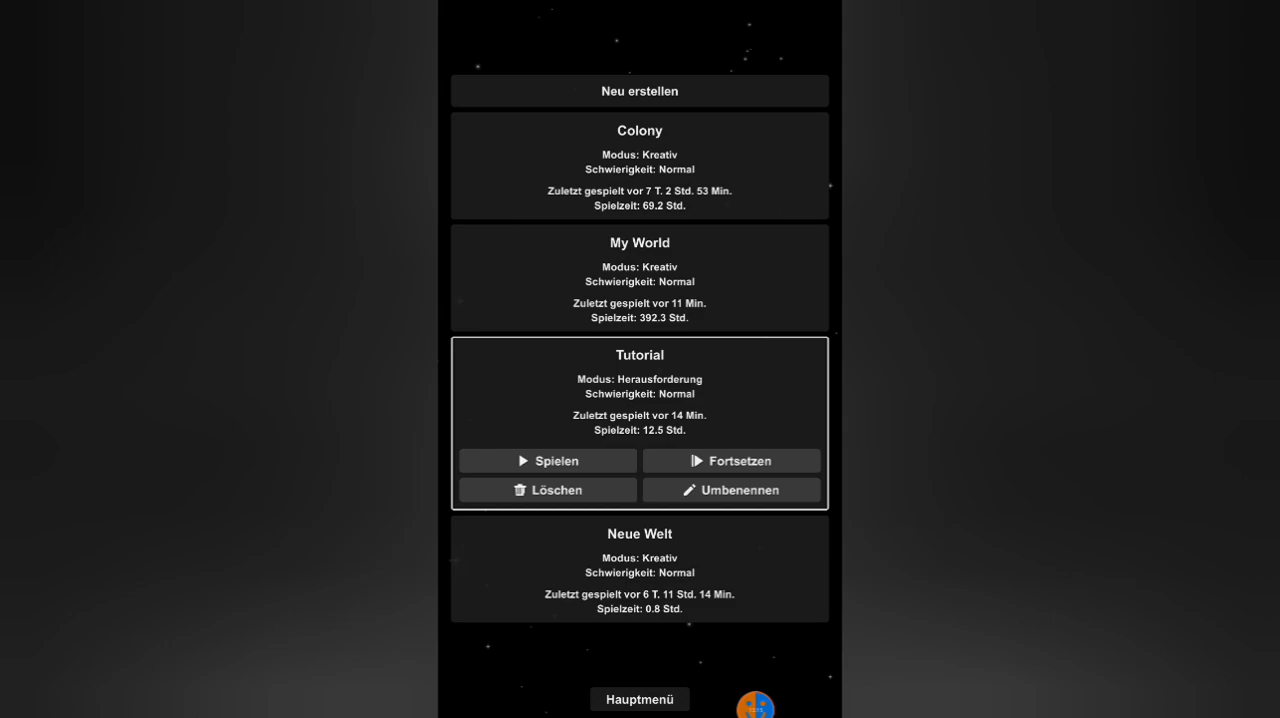 Neu erstellen
Colony
Modus: Kreativ
Schwierigkeit: Normal
Zuletzt gespielt vor 7 T. 2 Std. 53 Min.
Spielzeit: 69.2 Std.
My World
Modus: Kreativ
Schwierigkeit: Normal
Zuletzt gespielt vor 11 Min.
Spielzeit: 392.3 Std.
Tutorial
Modus: Herausforderung
Schwierigkeit: Normal
Zuletzt gespielt vor 14 Min.
Spielzeit: 12.5 Std.
Spielen Fortsetzen
Löschen Umbenennen
Neue Welt
Modus: Kreativ
Schwierigkeit: Normal
Zuletzt gespielt vor 6 T. 11 Std. 14 Min.
Spielzeit: 0.8 Std.
Hauptmenü